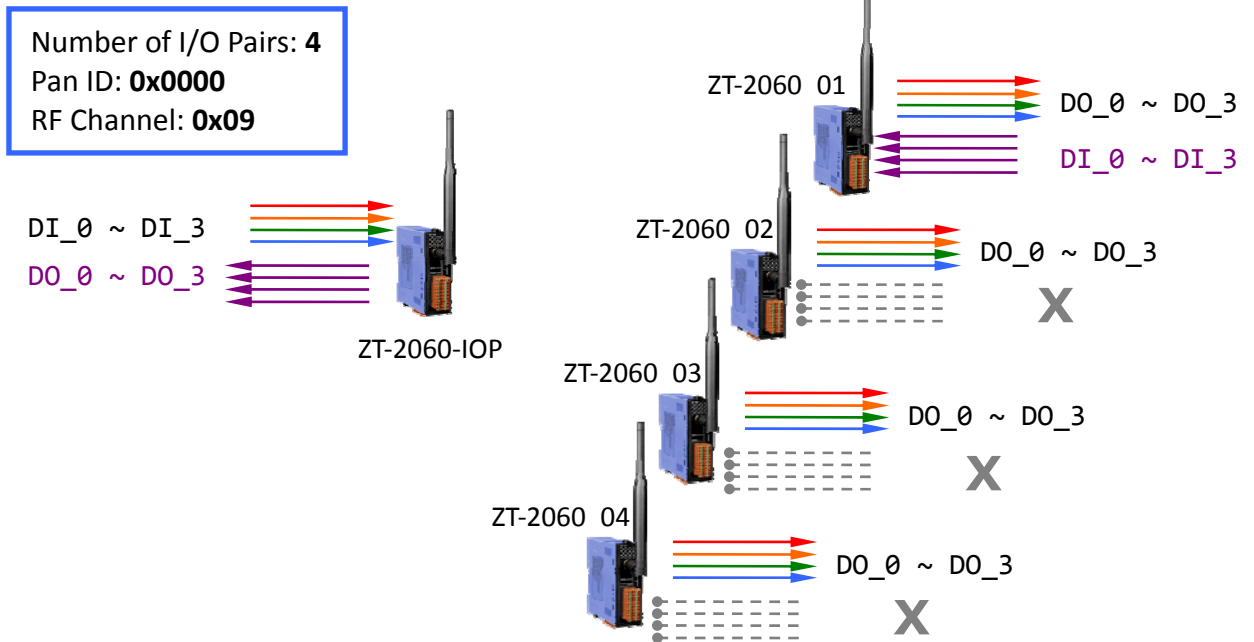 Number of I/O Pairs: 4
Pan ID: 0x0000
RF Channel: 0x09
ZT-2060 01
DO_0 ~ DO_3
DI_0 ~ DI_3
DI_0 ~ DI_3
DO_0 ~ DO_3
ZT-2060-IOP
ZT-2060 02
DO_0 ~ DO_3
X
ZT-2060 03
DO_0 ~ DO_3
X
ZT-2060 04
DO_0 ~ DO_3
X